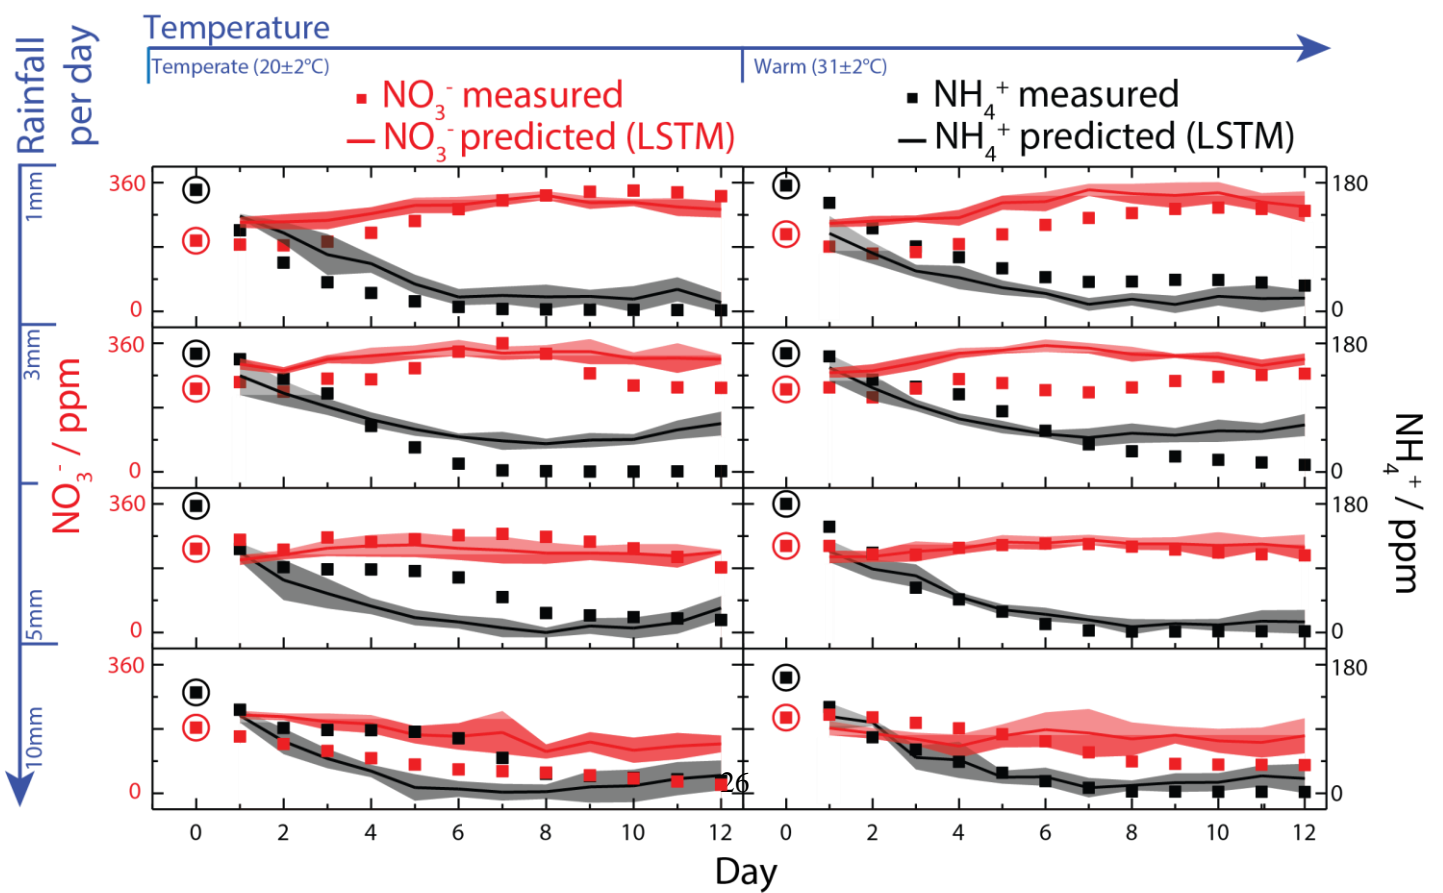 Temperature
Temperate (20±2°C)
Warm (31±2°C)
Rainfall
per day
NO₃⁻ measured
NO₃⁻ predicted (LSTM)
NH₄⁺ measured
NH₄⁺ predicted (LSTM)
1mm
3mm
5mm
10mm
NO₃⁻ / ppm
360
0
360
0
360
0
360
0
180
0
180
0
180
0
180
0
NH₄⁺ / ppm
26
0 2 4 6 8 10 12
0 2 4 6 8 10 12
Day